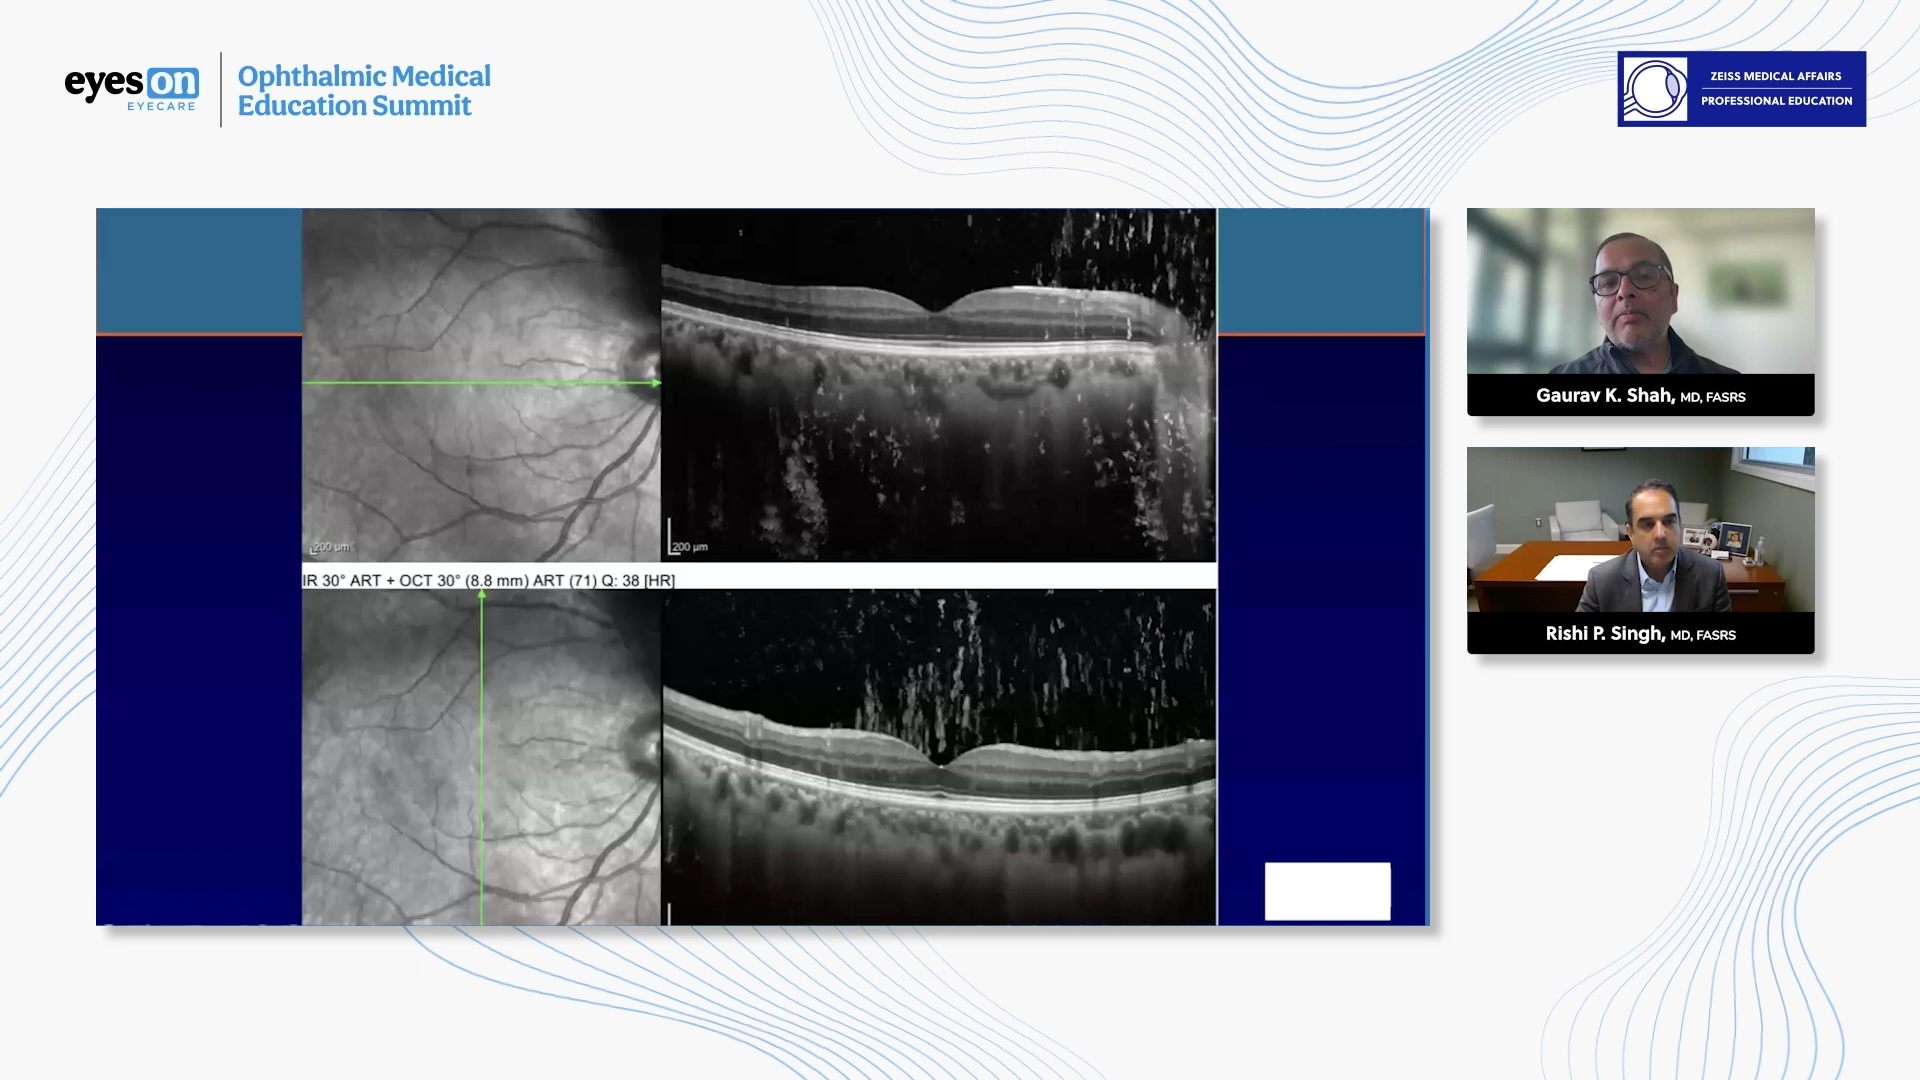 eyes on
EYECARE
Ophthalmic Medical
Education Summit
ZEISS MEDICAL AFFAIRS
PROFESSIONAL EDUCATION
200 µm
200 µm
IR 30° ART + OCT 30° (8.8 mm) ART (71) Q: 38 [HR]
Gaurav K. Shah, MD, FASRS
Rishi P. Singh, MD, FASRS